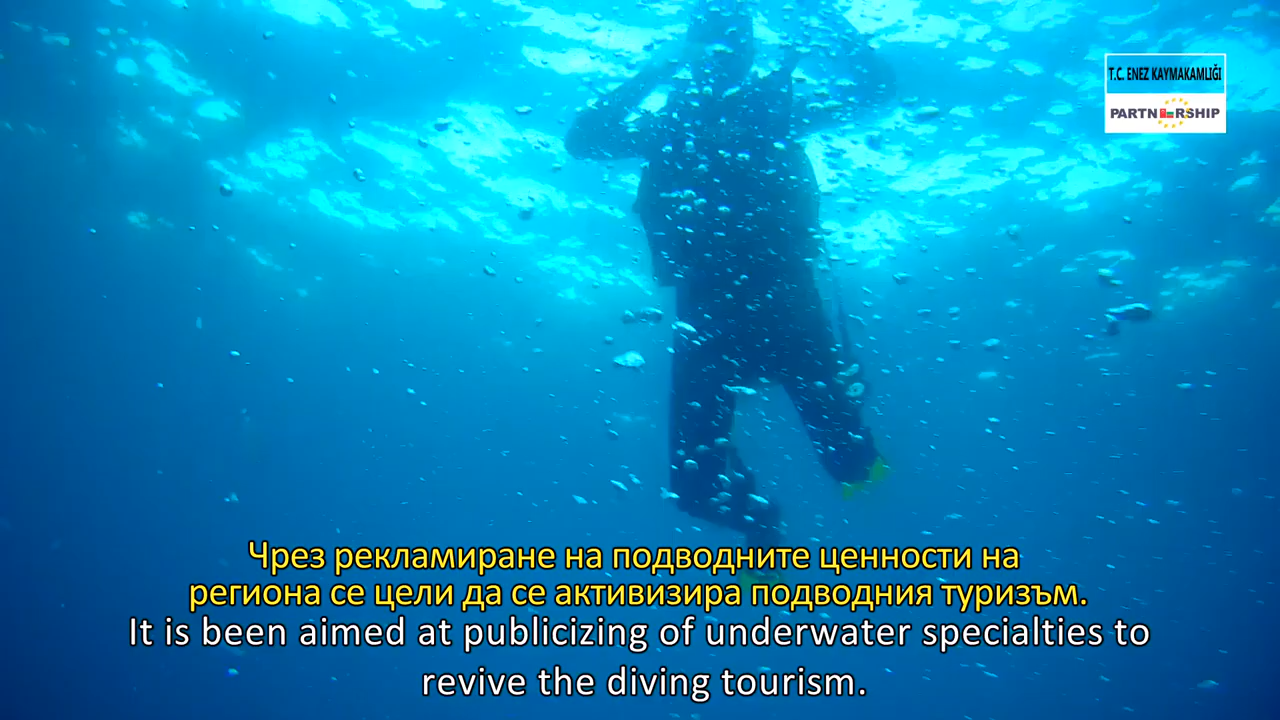 T.C. ENEZ KAYMAKAMLIĞI
PARTNERSHIP
Чрез рекламиране на подводните ценности на
региона се цели да се активизира подводния туризъм.
It is been aimed at publicizing of underwater specialties to
revive the diving tourism.